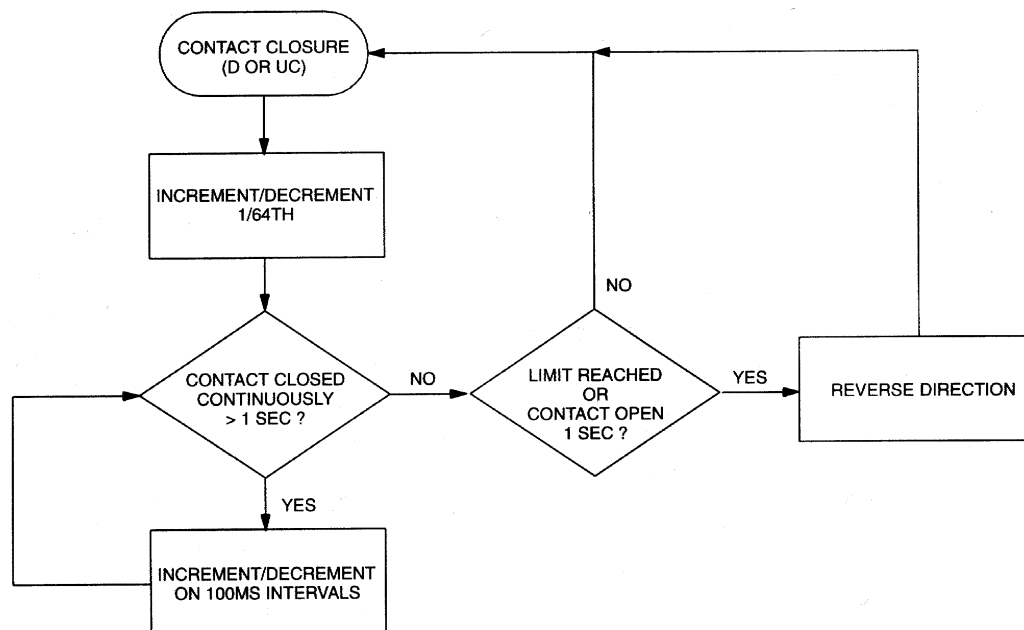 CONTACT CLOSURE
(D OR UC)
INCREMENT/DECREMENT
1/64TH
CONTACT CLOSED
CONTINUOUSLY
> 1 SEC ?
NO
YES
INCREMENT/DECREMENT
ON 100MS INTERVALS
LIMIT REACHED
OR
CONTACT OPEN
1 SEC ?
NO
YES
REVERSE DIRECTION